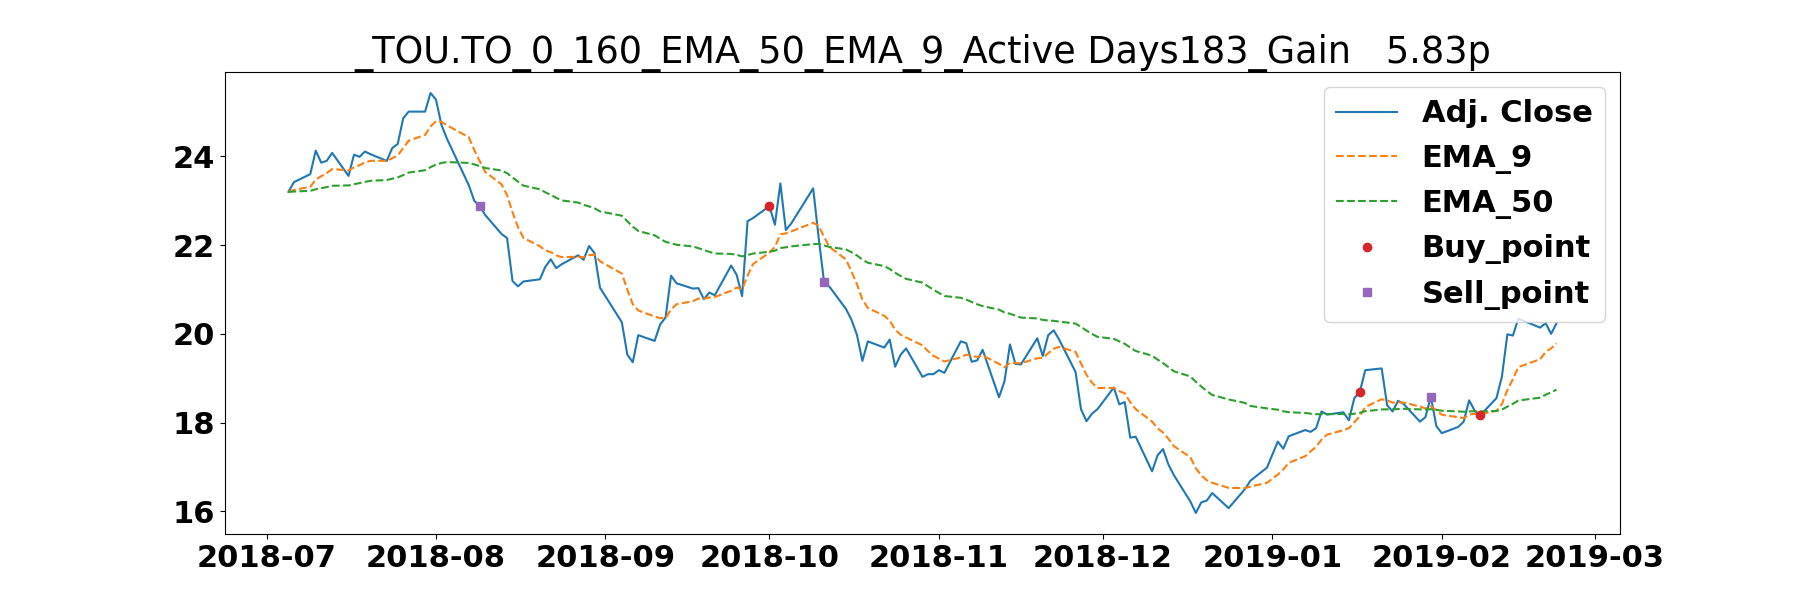 _TOU.TO_0_160_EMA_50_EMA_9_Active Days183_Gain   5.83p
Adj. Close
EMA_9
EMA_50
Buy_point
Sell_point
24
22
20
18
16
2018-07 2018-08 2018-09 2018-10 2018-11 2018-12 2019-01 2019-02 2019-03